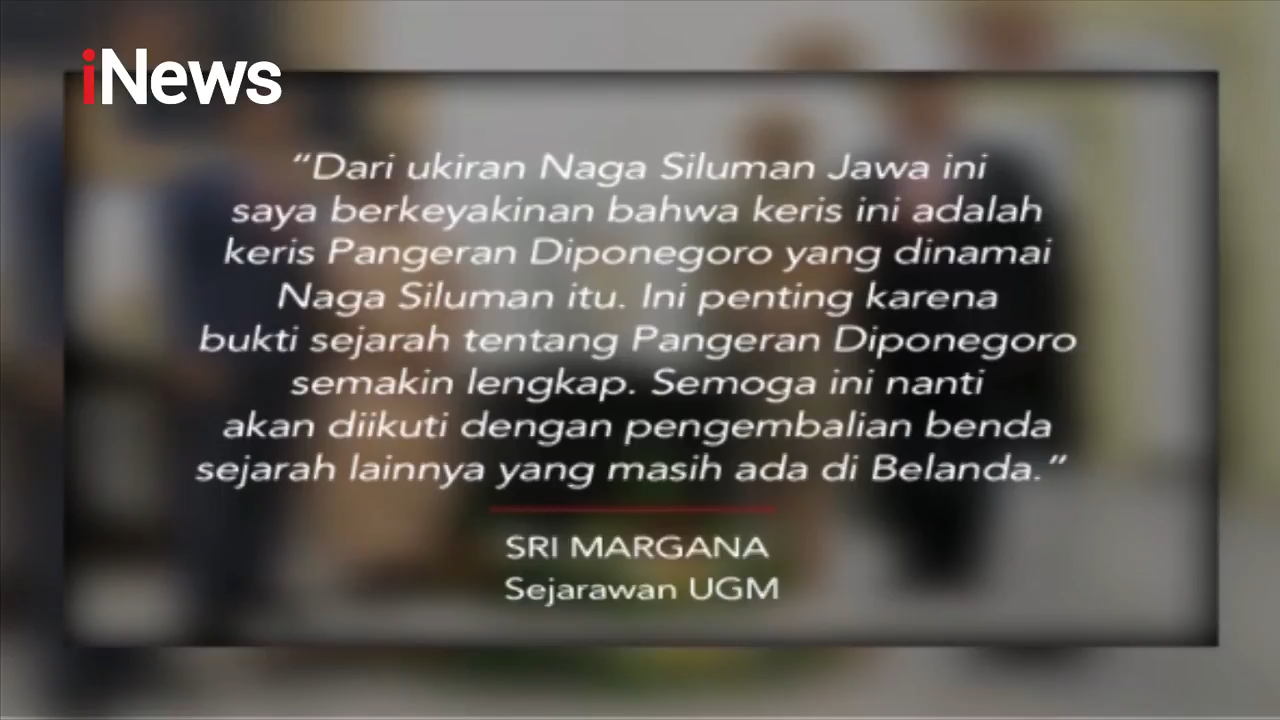 iNews
“Dari ukiran Naga Siluman Jawa ini
saya berkeyakinan bahwa keris ini adalah
keris Pangeran Diponegoro yang dinamai
Naga Siluman itu. Ini penting karena
bukti sejarah tentang Pangeran Diponegoro
semakin lengkap. Semoga ini nanti
akan diikuti dengan pengembalian benda
sejarah lainnya yang masih ada di Belanda.”
SRI MARGANA
Sejarawan UGM